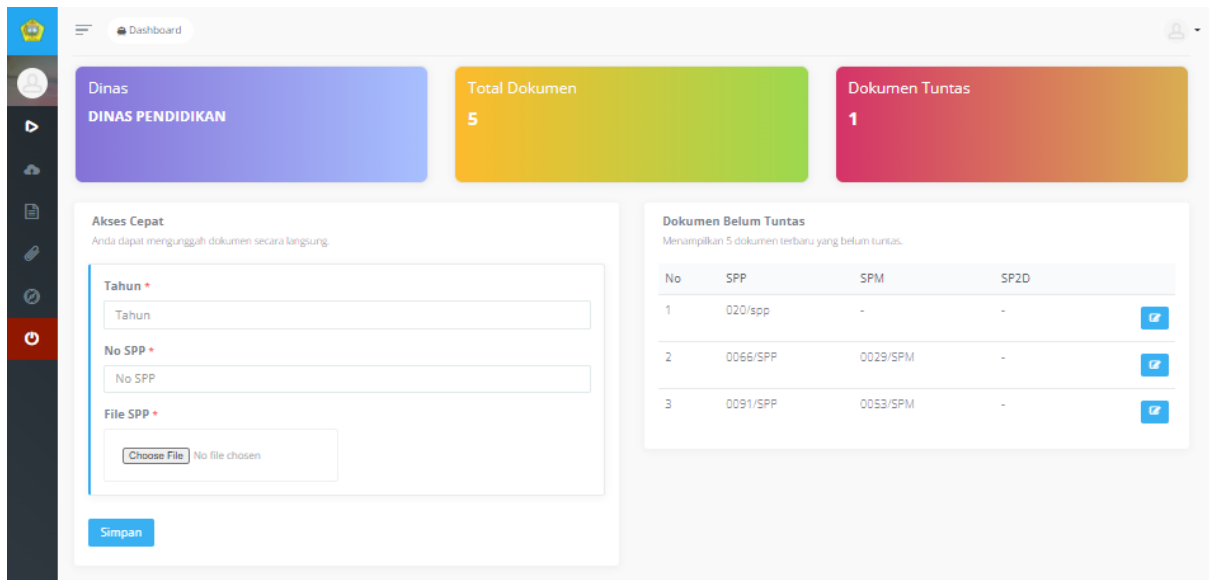 Dashboard
Dinas
DINAS PENDIDIKAN
Total Dokumen
5
Dokumen Tuntas
1
Akses Cepat
Anda dapat mengunggah dokumen secara langsung.
Tahun *
Tahun
No SPP *
No SPP
File SPP *
Choose File No file chosen
Simpan
Dokumen Belum Tuntas
Menampilkan 5 dokumen terbaru yang belum tuntas.
No SPP SPM SP2D
1 020/spp - -
2 0066/SPP 0029/SPM -
3 0091/SPP 0053/SPM -